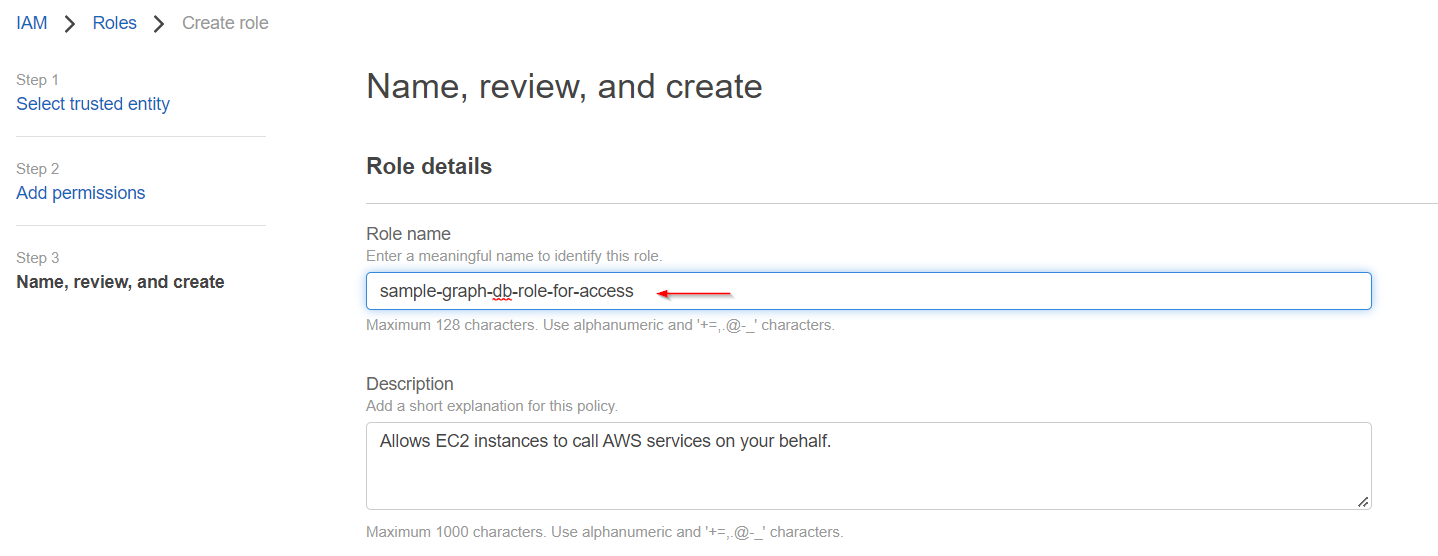 IAM > Roles > Create role
Step 1
Select trusted entity
Step 2
Add permissions
Step 3
Name, review, and create
Name, review, and create
Role details
Role name
Enter a meaningful name to identify this role.
sample-graph-db-role-for-access
Maximum 128 characters. Use alphanumeric and '+=,.@-_' characters.
Description
Add a short explanation for this policy.
Allows EC2 instances to call AWS services on your behalf.
Maximum 1000 characters. Use alphanumeric and '+=,.@-_' characters.